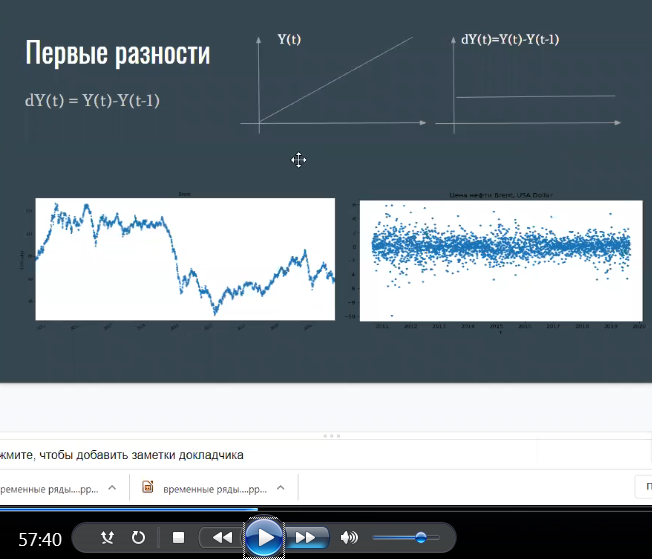 Первые разности
dY(t) = Y(t)-Y(t-1)
Y(t)
dY(t)=Y(t)-Y(t-1)
Цена нефти Brent, USA Dollar
2011 2012 2013 2014 2015 2016 2017 2018 2019 2020
жмите, чтобы добавить заметки докладчика
ременные ряды....pp...
временные ряды....pp...
П
57:40